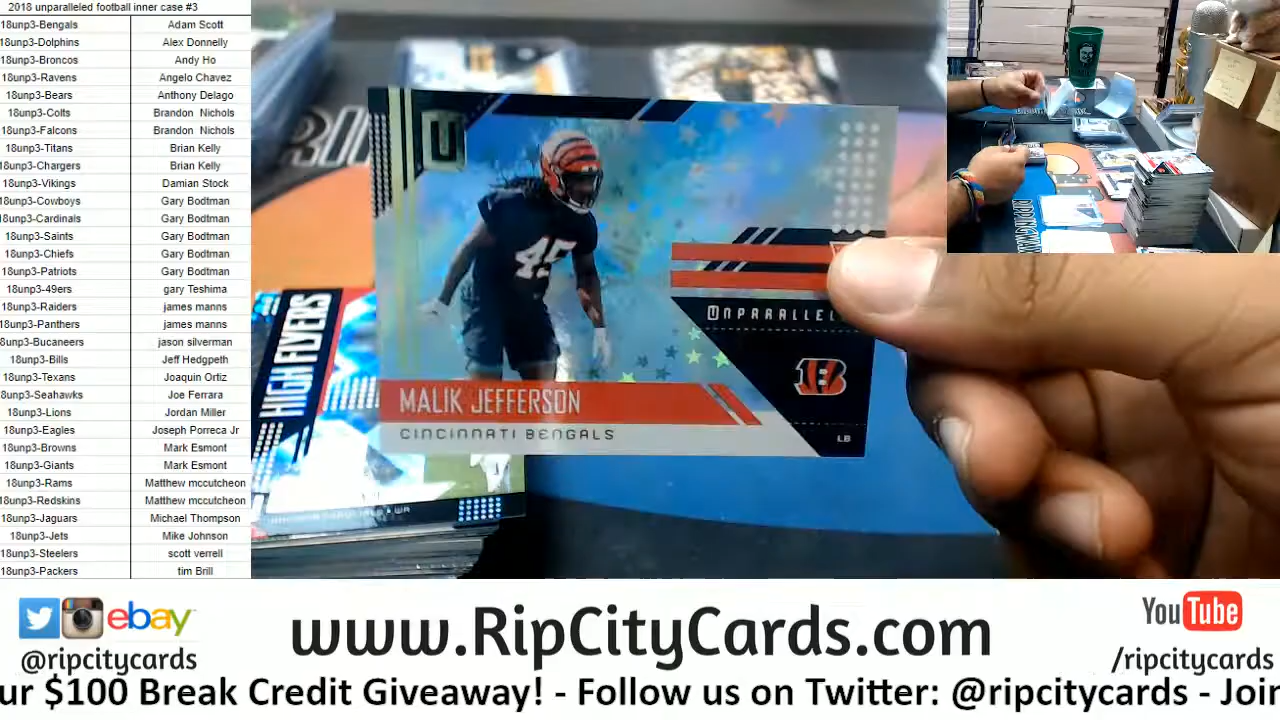 2018 unparalleled football inner case #3
18unp3-Bengals Adam Scott
18unp3-Dolphins Alex Donnelly
18unp3-Broncos Andy Ho
18unp3-Ravens Angelo Chavez
18unp3-Bears Anthony Delago
18unp3-Colts Brandon Nichols
18unp3-Falcons Brandon Nichols
18unp3-Titans Brian Kelly
18unp3-Chargers Brian Kelly
18unp3-Vikings Damian Stock
18unp3-Cowboys Gary Bodtman
18unp3-Cardinals Gary Bodtman
18unp3-Saints Gary Bodtman
18unp3-Chiefs Gary Bodtman
18unp3-Patriots Gary Bodtman
18unp3-49ers gary Teshima
18unp3-Raiders james manns
18unp3-Panthers james manns
18unp3-Bucaneers jason silverman
18unp3-Bills Jeff Hedgpeth
18unp3-Texans Joaquin Ortiz
18unp3-Seahawks Joe Ferrara
18unp3-Lions Jordan Miller
18unp3-Eagles Joseph Porreca Jr
18unp3-Browns Mark Esmont
18unp3-Giants Mark Esmont
18unp3-Rams Matthew mccutcheon
18unp3-Redskins Matthew mccutcheon
18unp3-Jaguars Michael Thompson
18unp3-Jets Mike Johnson
18unp3-Steelers scott verrell
18unp3-Packers tim Brill
U
45
UNPARALLEL
B
MALIK JEFFERSON
CINCINNATI BENGALS
LB
HIGH FLYERS
WR
ebay
@ripcitycards
www.RipCityCards.com
YouTube
/ripcitycards
ur $100 Break Credit Giveaway! - Follow us on Twitter: @ripcitycards - Join